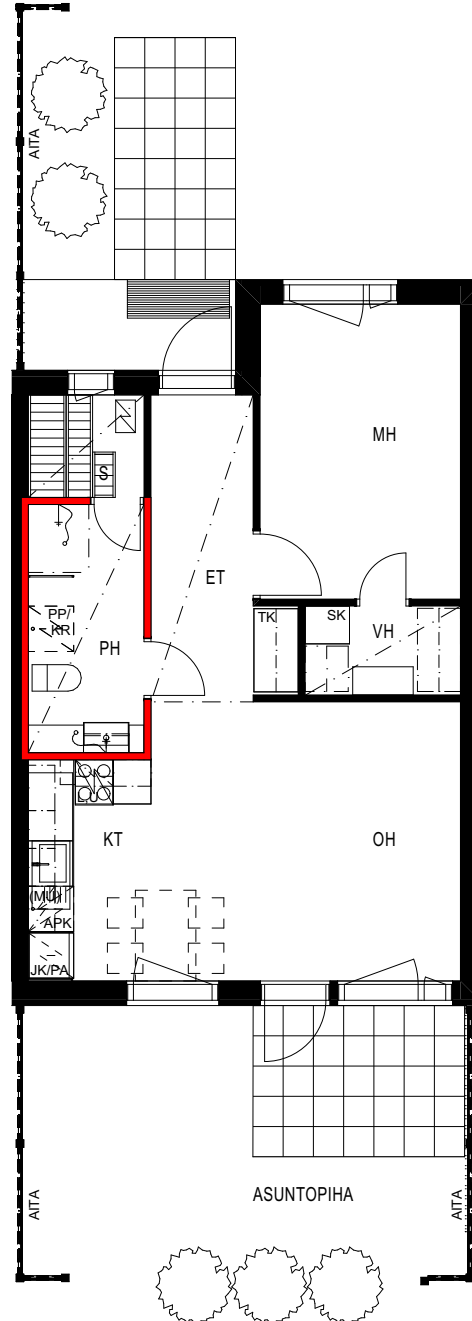 AITA
MH
S
ET
PP/
KR
TK
SK
VH
PH
KT
OH
(MU)
APK
JK/PA
ASUNTOPIHA
AITA
AITA